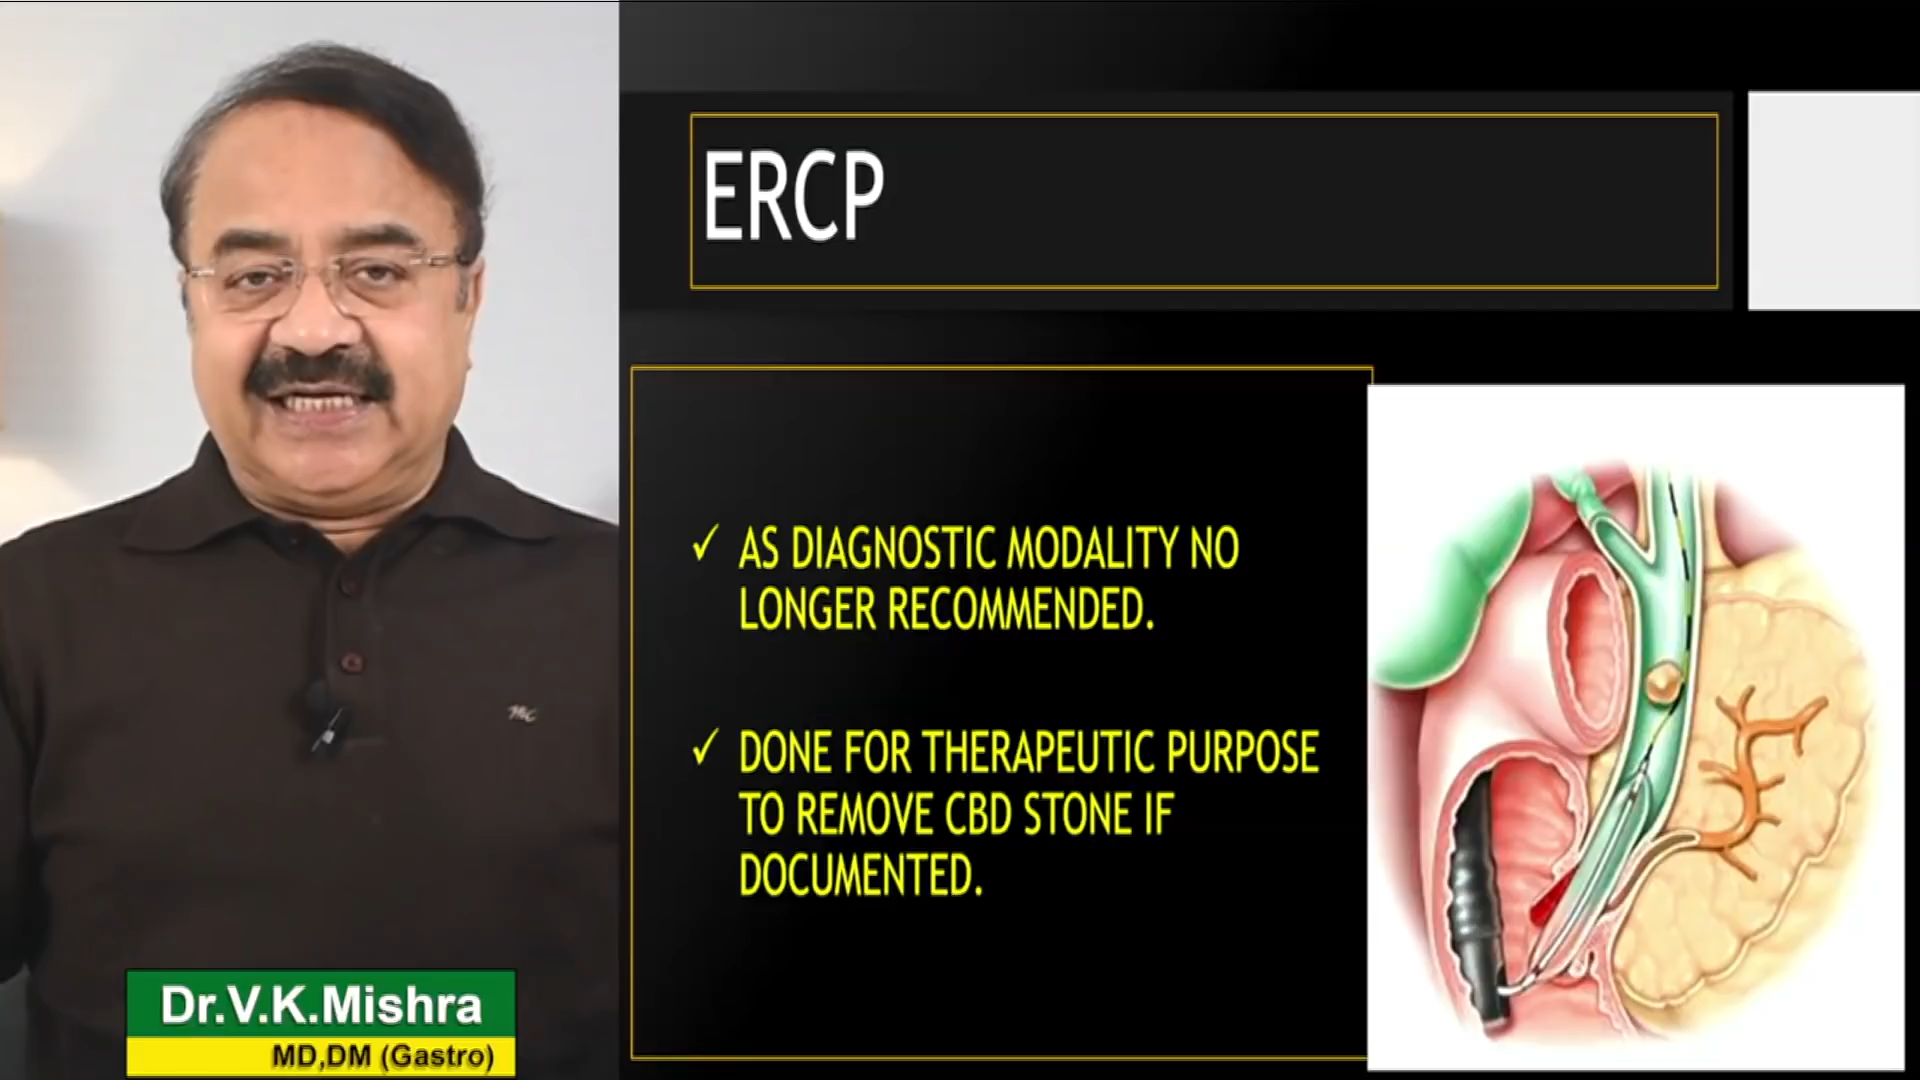 ERCP
✓ AS DIAGNOSTIC MODALITY NO
LONGER RECOMMENDED.
✓ DONE FOR THERAPEUTIC PURPOSE
TO REMOVE CBD STONE IF
DOCUMENTED.
Dr.V.K.Mishra
MD,DM (Gastro)